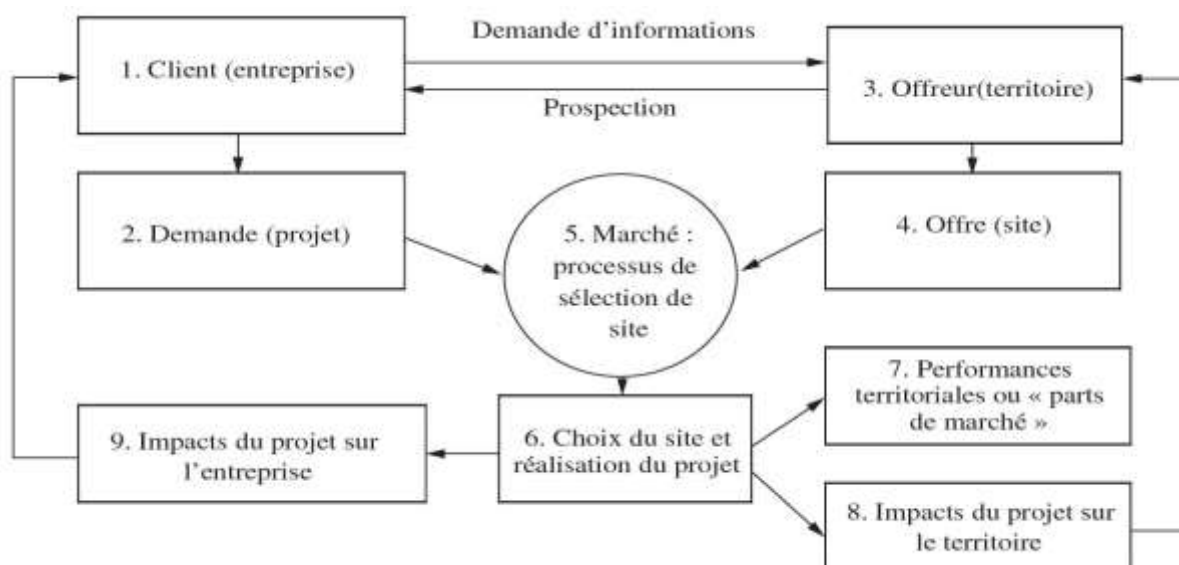 Demande d’informations
1. Client (entreprise)
3. Offreur(territoire)
Prospection
2. Demande (projet)
4. Offre (site)
5. Marché :
processus de
sélection de
site
7. Performances
territoriales ou « parts
de marché »
6. Choix du site et
réalisation du projet
9. Impacts du projet sur
l’entreprise
8. Impacts du projet sur
le territoire